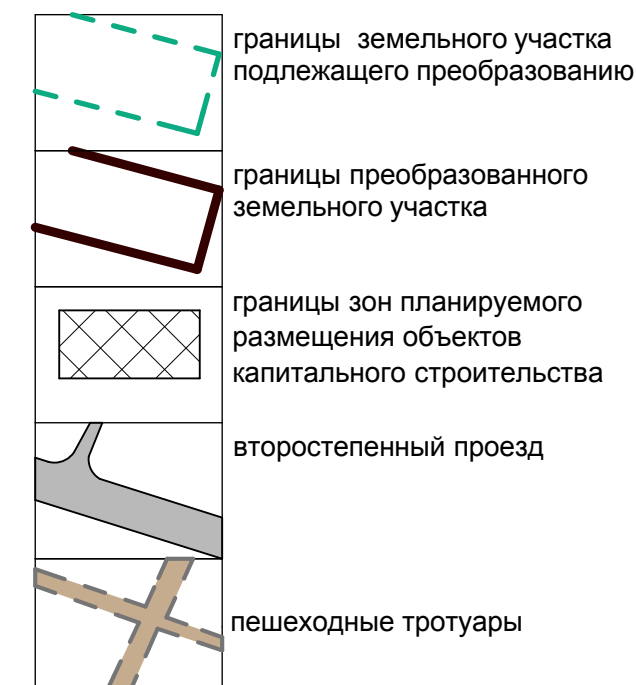 границы земельного участка
подлежащего преобразованию
границы преобразованного
земельного участка
границы зон планируемого
размещения объектов
капитального строительства
второстепенный проезд
пешеходные тротуары